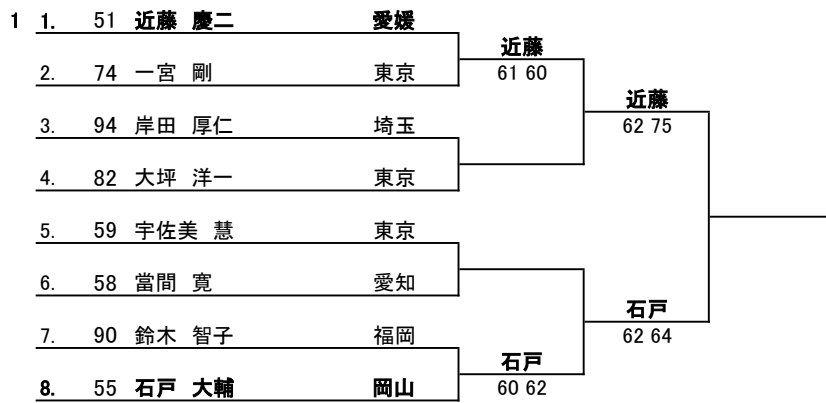 1 1. 51 近藤 慶二 愛媛
近藤
2. 74 一宮 剛 東京 61 60
近藤
3. 94 岸田 厚仁 埼玉 62 75
4. 82 大坪 洋一 東京
5. 59 宇佐美 慧 東京
6. 58 當間 寛 愛知
石戸
7. 90 鈴木 智子 福岡 62 64
石戸
8. 55 石戸 大輔 岡山 60 62